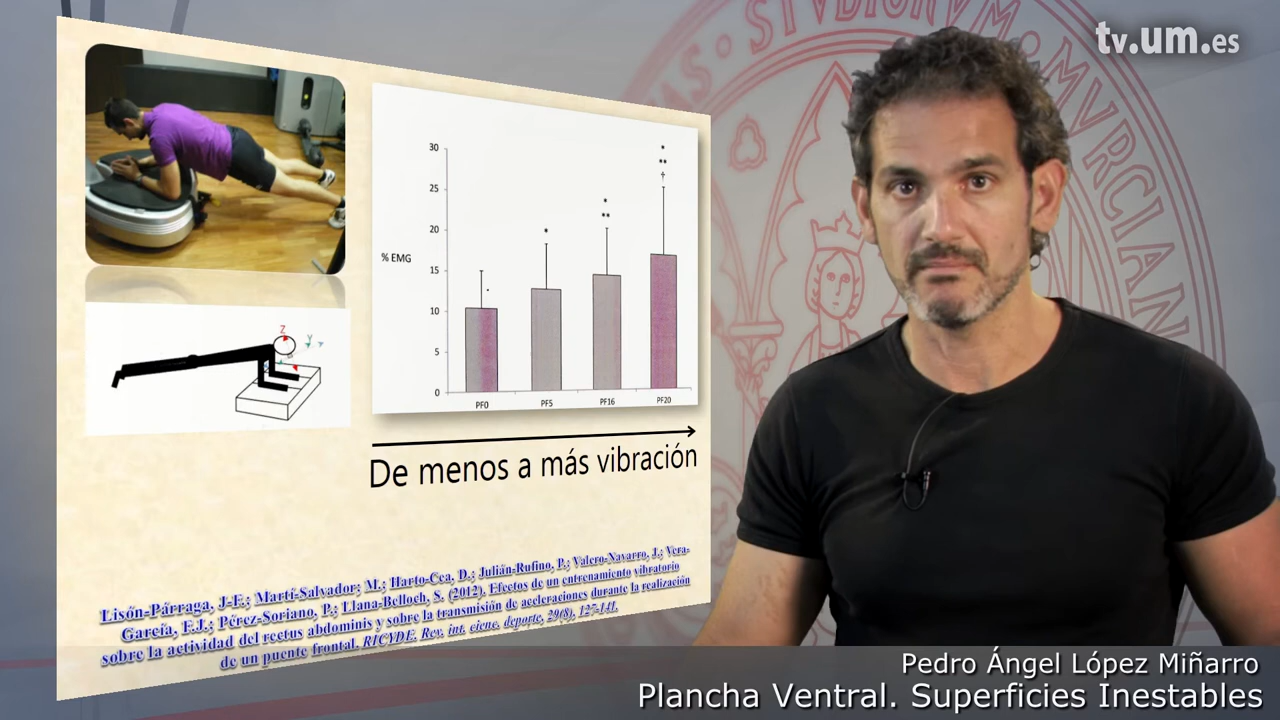 tv.um.es
STVDIORVM
MVRCIAN
30
25
20
15
10
5
0
% EMG
*
*
**
*
**
†
PF0
PF5
PF16
PF20
Z
Y
De menos a más vibración
Lisón-Párraga, J-F.; Martí-Salvador; M.; Harto-Cea, D.; Julián-Rufino, P.; Valero-Navarro, J.; Vera-
García, F.J.; Pérez-Soriano, P.; Llana-Belloch, S. (2012). Efectos de un entrenamiento vibratorio
sobre la actividad del rectus abdominis y sobre la transmisión de aceleraciones durante la realización
de un puente frontal. RICYDE. Rev. int. cienc. deporte, 29(8), 127-141.
Pedro Ángel López Miñarro
Plancha Ventral. Superficies Inestables